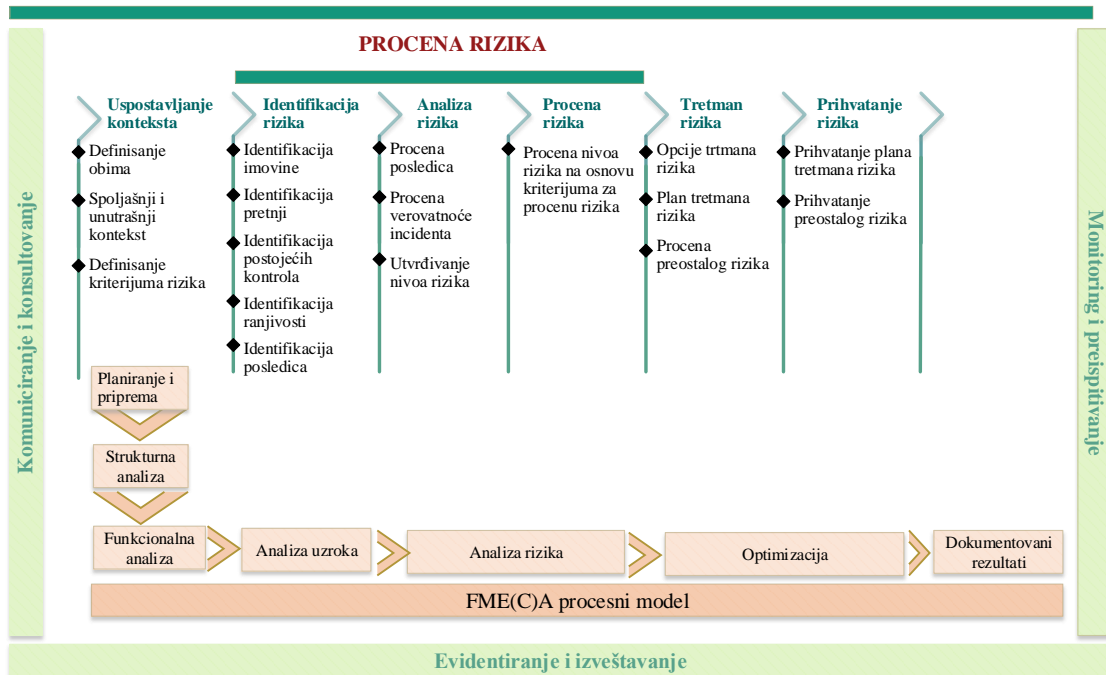 PROCENA RIZIKA
Komuniciranje i konsultovanje
Uspostavljanje
konteksta
Definisanje
obima
Spoljašnji i
unutrašnji
kontekst
Definisanje
kriterijuma rizika
Identifikacija
rizika
Identifikacija
imovine
Identifikacija
pretnji
Identifikacija
postojećih
kontrola
Identifikacija
ranjivosti
Identifikacija
posledica
Analiza
rizika
Procena
posledica
Procena
verovatnoće
incidenta
Utvrđivanje
nivoa rizika
Procena
rizika
Procena nivoa
rizika na osnovu
kriterijuma za
procenu rizika
Tretman
rizika
Opcije trtmana
rizika
Plan tretmana
rizika
Procena
preostalog rizika
Prihvatanje
rizika
Prihvatanje plana
tretmana rizika
Prihvatanje
preostalog rizika
Monitoring i preispitivanje
Planiranje i
priprema
Strukturna
analiza
Funkcionalna
analiza
Analiza uzroka
Analiza rizika
Optimizacija
Dokumentovani
rezultati
FME(C)A procesni model
Evidentiranje i izveštavanje